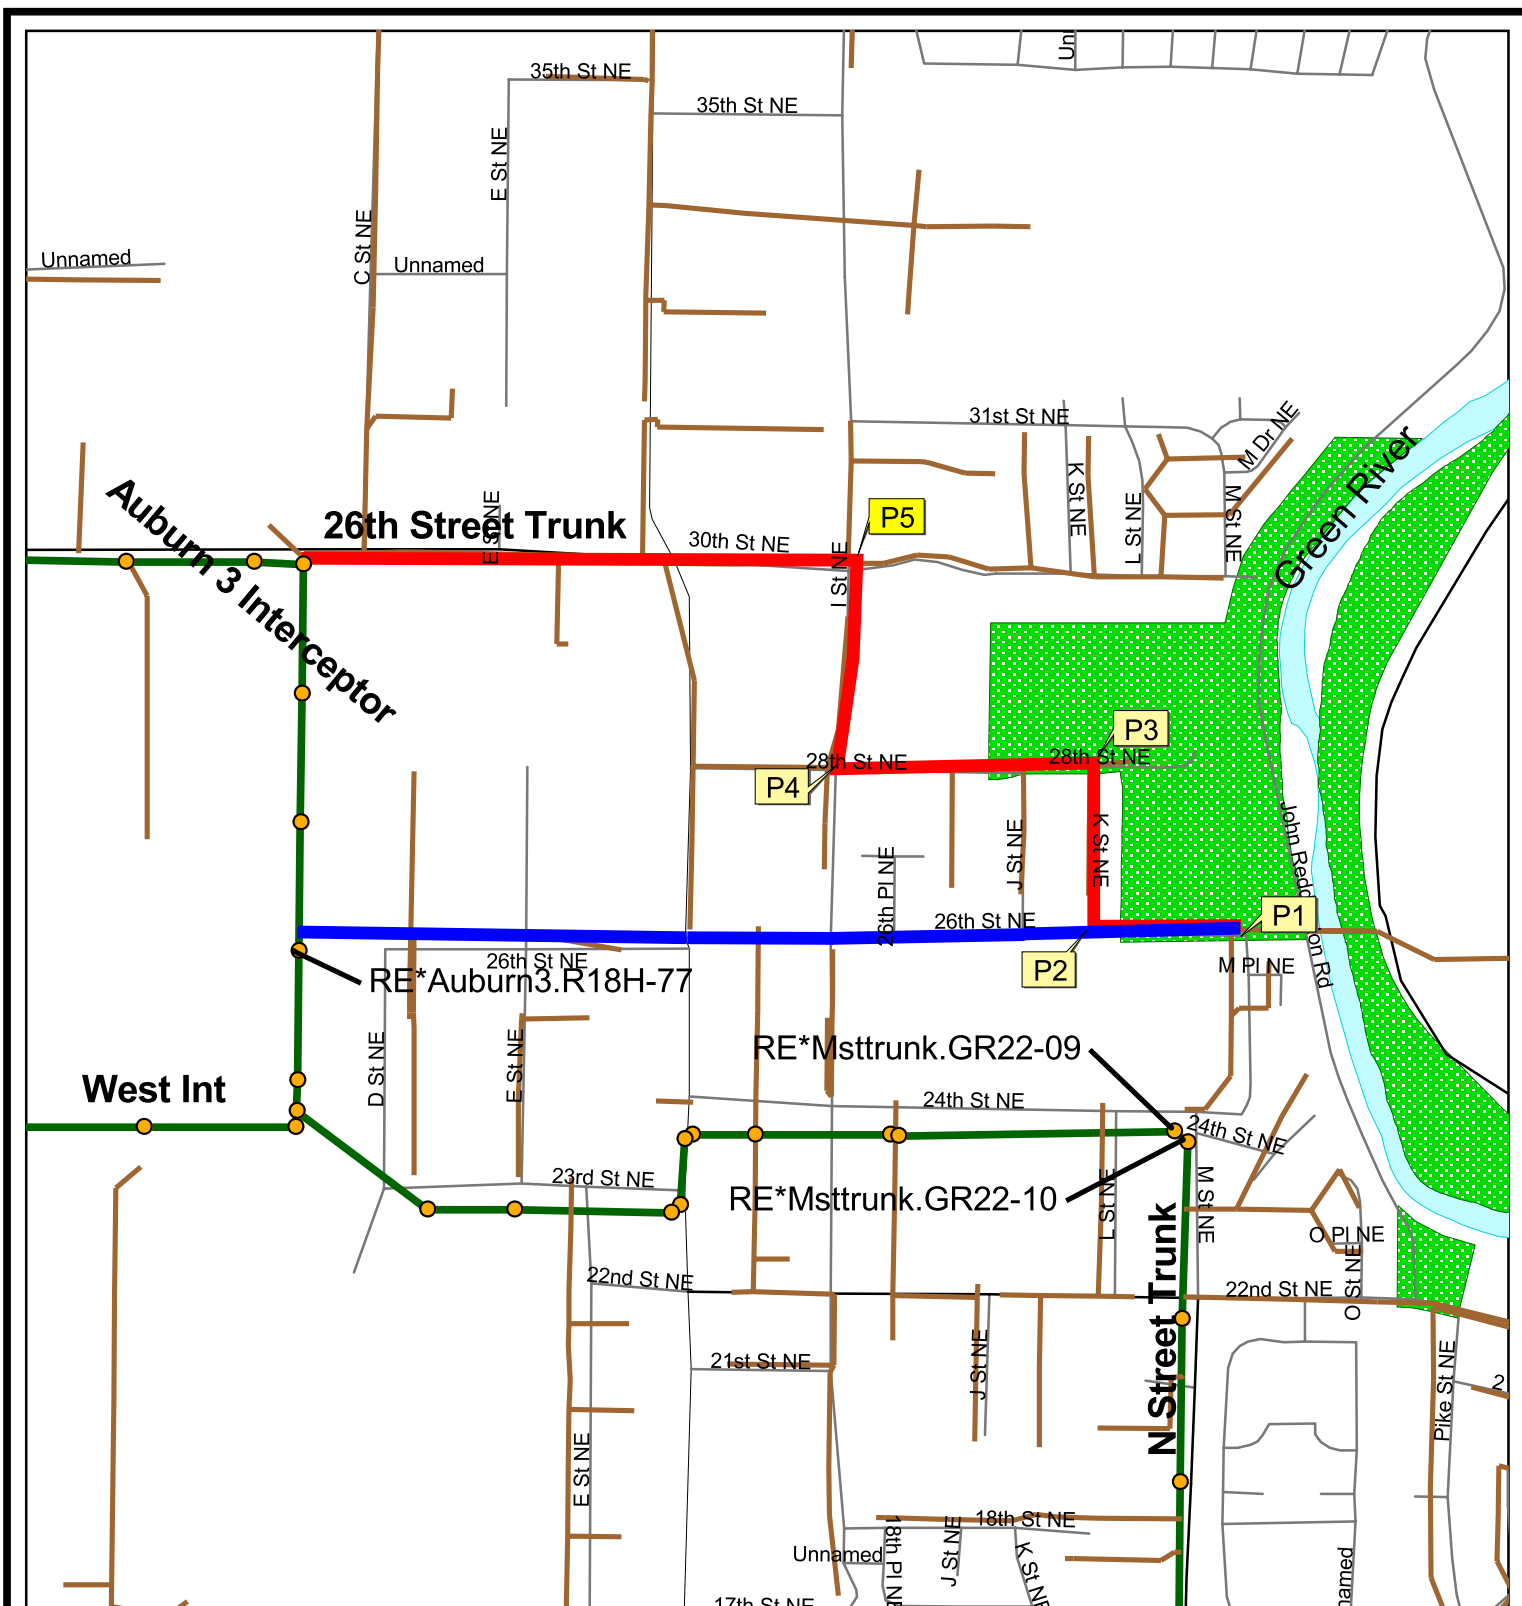 Uni
35th St NE
35th St NE
E St NE
C St NE
Unnamed
Unnamed
31st St NE
M Dr NE
Green River
K St NE
L St NE
M St NE
Auburn 3 Interceptor
26th Street Trunk
E St NE
E St NE
P5
30th St NE
I St NE
P3
28th St NE
28th St NE
P4
K St NE
J St NE
26th Pl NE
26th St NE
P1
P2
M Pl NE
26th St NE
RE*Auburn3.R18H-77
D St NE
E St NE
RE*Msttrunk.GR22-09
West Int
24th St NE
24th St NE
23rd St NE
RE*Msttrunk.GR22-10
L St NE
M St NE
N Street Trunk
O Pl NE
O St NE
22nd St NE
22nd St NE
21st St NE
J St NE
Pike St NE
2
E St NE
18th St NE
18th Pl NE
J St NE
K St NE
Unnamed
named
17th St NE